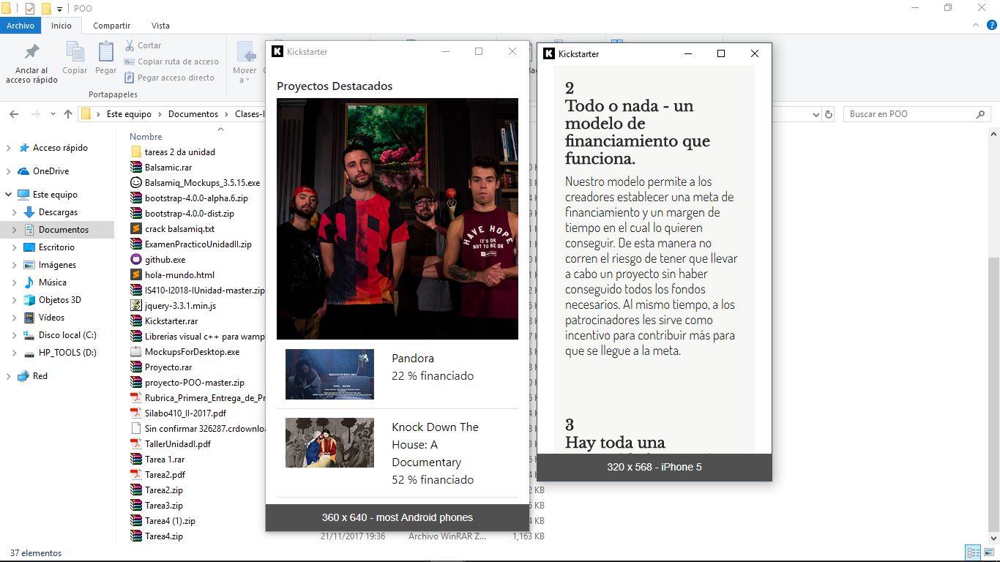 POO
Archivo
Inicio
Compartir
Vista
Anclar al
acceso rápido
Copiar
Pegar
Cortar
Copiar ruta de acceso
Pegar acceso directo
Portapapeles
Mover
a
Este equipo
Documentos
Buscar en POO
Acceso rápido
OneDrive
Este equipo
Descargas
Documentos
Escritorio
Imágenes
Música
Objetos 3D
Vídeos
Disco local (C:)
HP_TOOLS (D:)
Red
Nombre
tareas 2 da unidad
Balsamic.rar
Balsamiq_Mockups_3.5.15.exe
bootstrap-4.0.0-alpha.6.zip
bootstrap-4.0.0-dist.zip
crack balsamiq.txt
ExamenPracticoUnidadII.zip
github.exe
hola-mundo.html
IS410-I2018-IUnidad-master.zip
jquery-3.3.1.min.js
Kickstarter.rar
Librerias visual c++ para wamp
MockupsForDesktop.exe
Proyecto.rar
proyecto-POO-master.zip
Rubrica_Primera_Entrega_de_Pr
Silabo410_II-2017.pdf
Sin confirmar 326287.crdownloa
TallerUnidadI.pdf
Tarea 1.rar
Tarea2.pdf
Tarea2.zip
Tarea3.zip
Tarea4 (1).zip
Tarea4.zip
21/11/2017 19:36
Archivo WinRAR Z...
1,163 KB
37 elementos
Kickstarter
Proyectos Destacados
HAVE HOPE
IT'S OK
NOT TO BE OK
Pandora
22 % financiado
Knock Down The
House: A
Documentary
52 % financiado
360 x 640 - most Android phones
Kickstarter
2
Todo o nada - un
modelo de
financiamiento que
funciona.
Nuestro modelo permite a los
creadores establecer una meta de
financiamiento y un margen de
tiempo en el cual lo quieren
conseguir. De esta manera no
corren el riesgo de tener que llevar
a cabo un proyecto sin haber
conseguido todos los fondos
necesarios. Al mismo tiempo, a los
patrocinadores les sirve como
incentivo para contribuir más para
que se llegue a la meta.
3
Hay toda una
320 x 568 - iPhone 5